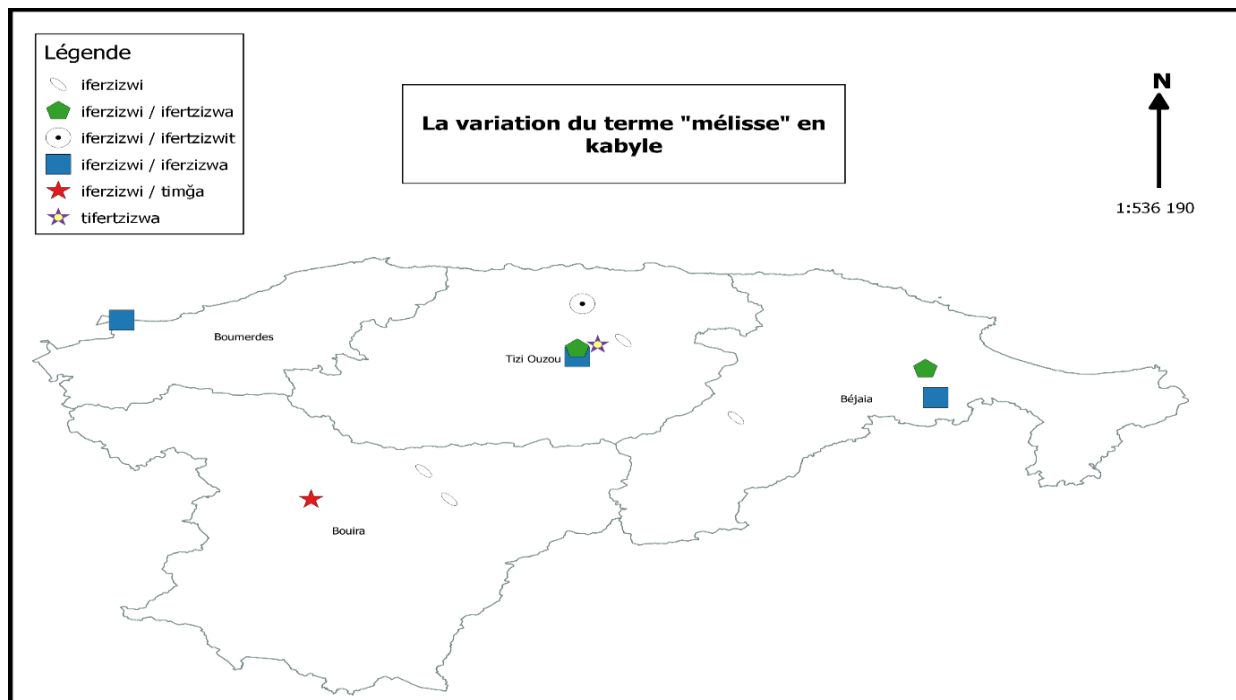 Légende
iferzizwi
iferzizwi / ifertzizwa
iferzizwi / ifertzizwit
iferzizwi / iferzizwa
iferzizwi / timğa
tifertzizwa
La variation du terme "mélisse" en
kabyle
N
1:536 190
Boumerdes
Tizi Ouzou
Béjaia
Bouira